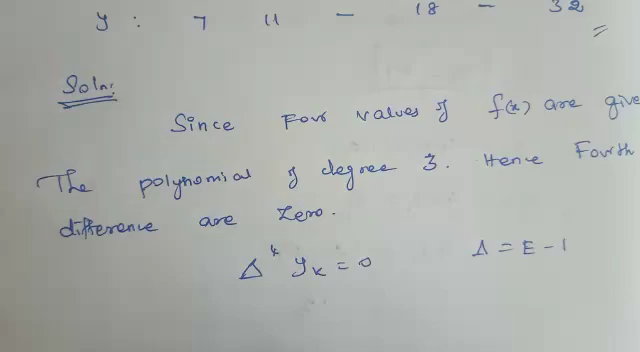 y : 7 11 — 18 — 32
Soln:
Since Four values of f(x) are give
The polynomial of degree 3. Hence Fourth
difference are Zero.
Δ^k y_k = 0 Δ = E - 1